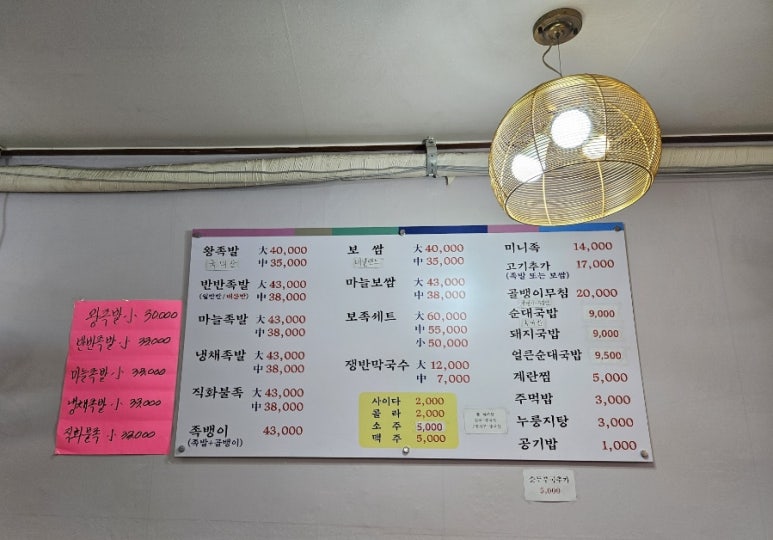 왕족발 小 30,000
반반족발 小 33,000
마늘족발 小 33,000
냉채족발 小 33,000
직화불족 小
왕족발 大 40,000
국내산 中 35,000
반반족발 大 43,000
(일반반/매콤반) 中 38,000
마늘족발 大 43,000
中 38,000
냉채족발 大 43,000
中 38,000
직화불족 大 43,000
中 38,000
족뱅이 43,000
(족발+골뱅이)
보 쌈 大 40,000
中 35,000
마늘보쌈 大 43,000
中 38,000
보족세트 大 60,000
中 55,000
小 50,000
쟁반막국수 大 12,000
中 7,000
사이다 2,000
콜 라 2,000
소 주 5,000
맥 주 5,000
미니족 14,000
고기추가 17,000
(족발 또는 보쌈)
골뱅이무침 20,000
순대국밥 9,000
돼지국밥 9,000
얼큰순대국밥 9,500
계란찜 5,000
주먹밥 3,000
누룽지탕 3,000
공기밥 1,000
5,000